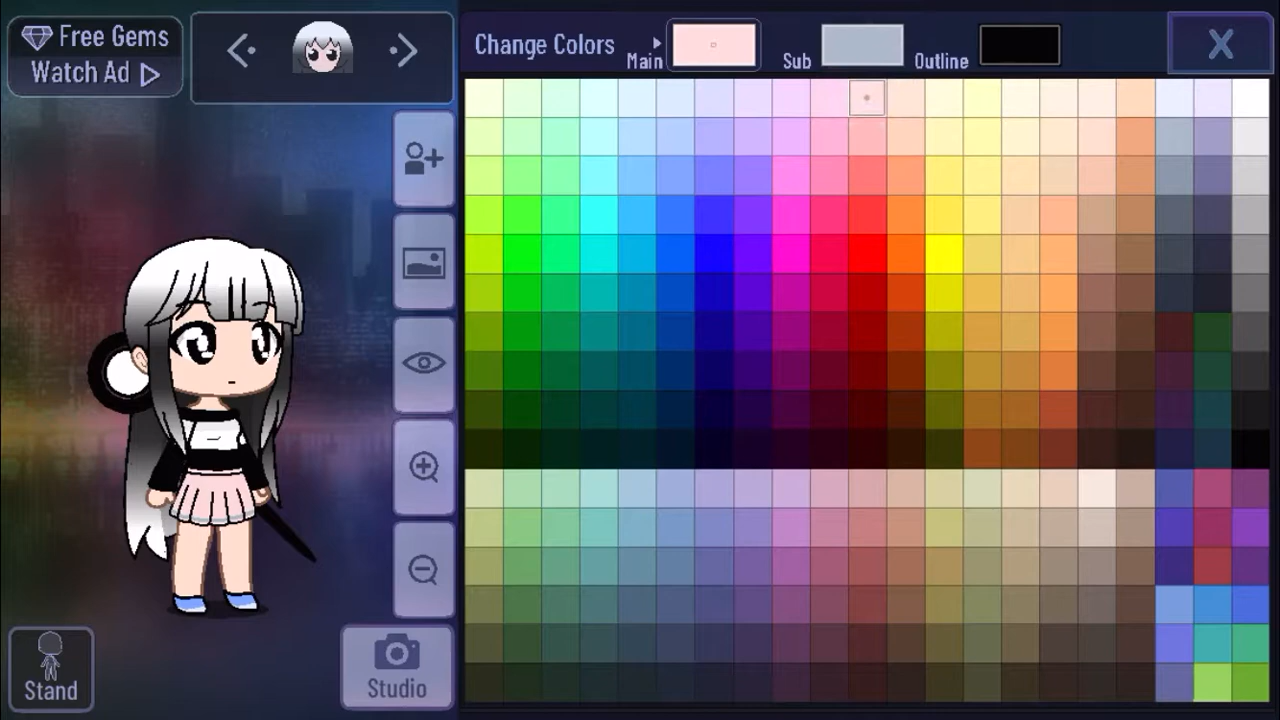 Free Gems
Watch Ad
Change Colors
Main
Sub
Outline
X
Stand
Studio